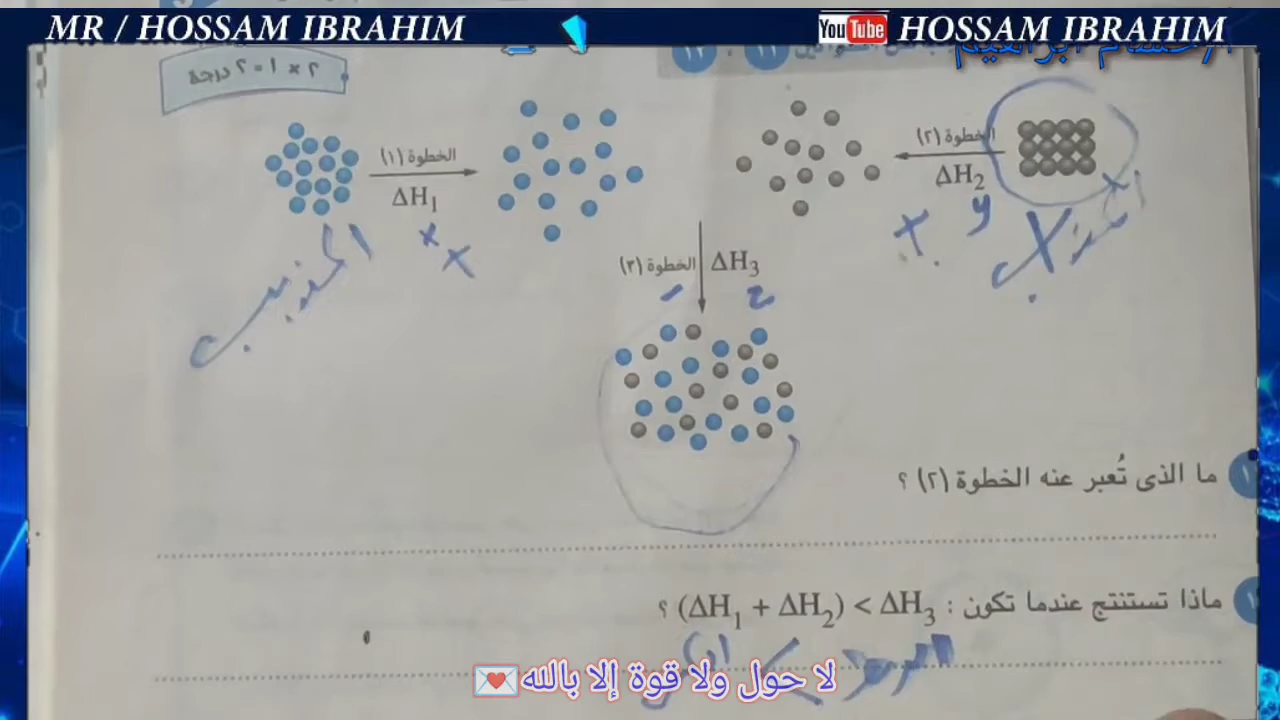 MR / HOSSAM IBRAHIM
YouTube HOSSAM IBRAHIM
٢ × ١ = ٢ درجة
الخطوة (١)
ΔH₁
الخطوة (٢)
ΔH₂
المذيب
المذاب
الخطوة (٣)
ΔH₃
ما الذى تُعبر عنه الخطوة (٢) ؟
ماذا تستنتج عندما تكون : (ΔH₁ + ΔH₂) < ΔH₃ ؟
لا حول ولا قوة إلا بالله